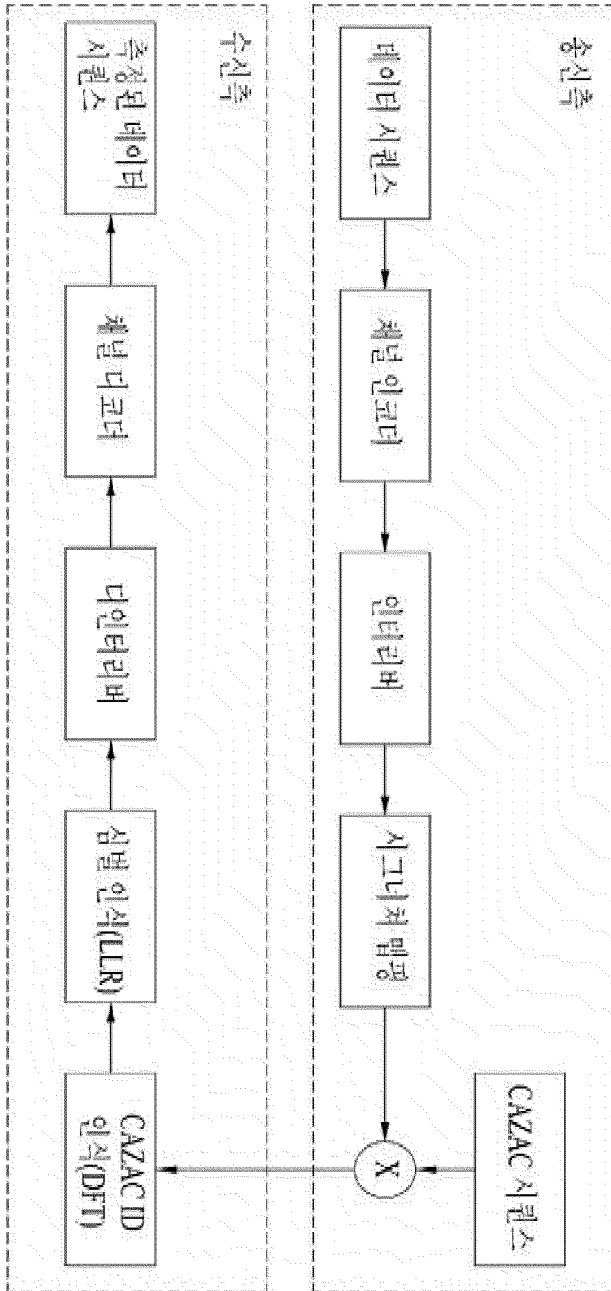 송신측
CAZAC 시퀀스
데이터 시퀀스
채널 인코더
인터리버
시그너처 맵핑
X
수신측
측정된 데이터
시퀀스
채널 디코더
디인터리버
심벌 인식(LLR)
CAZAC ID
인식(DFT)